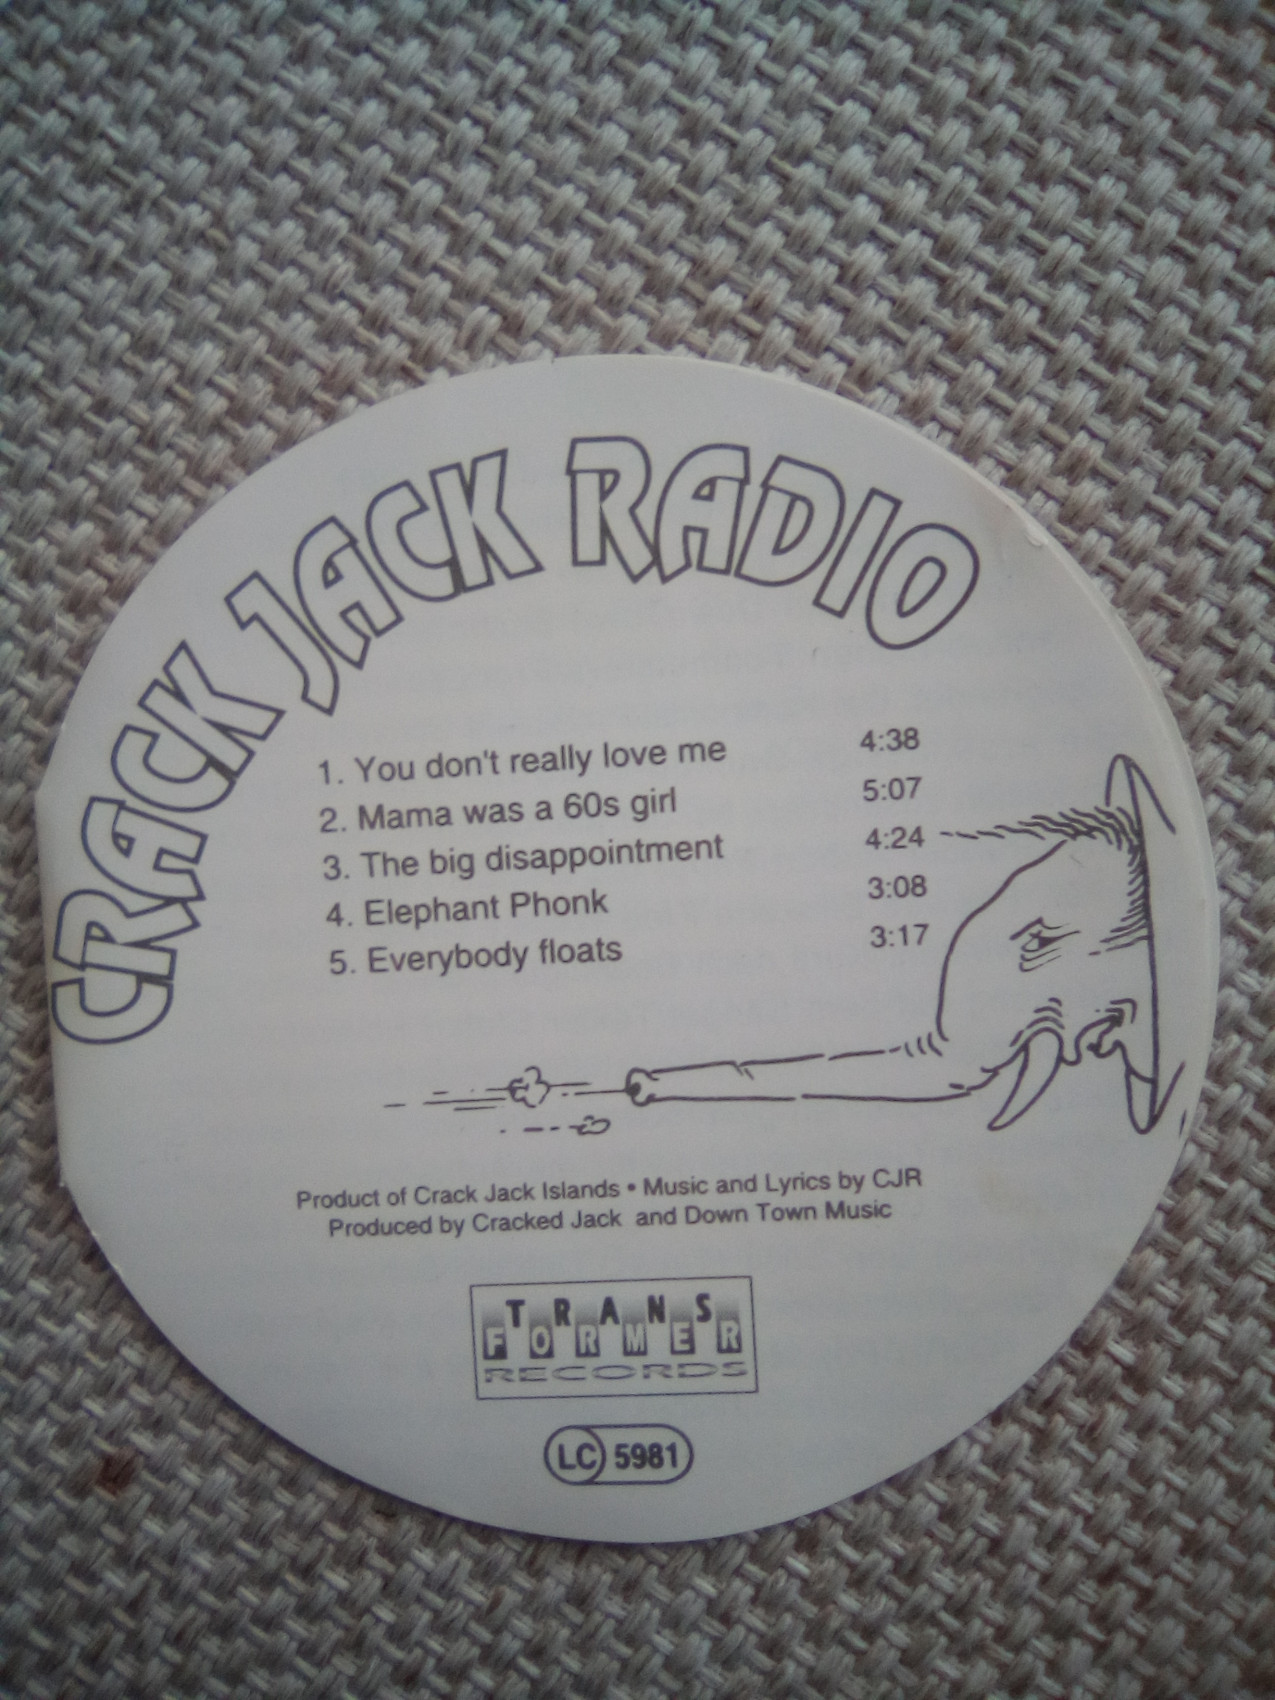 CRACK JACK RADIO
1. You don't really love me 4:38
2. Mama was a 60s girl 5:07
3. The big disappointment 4:24
4. Elephant Phonk 3:08
5. Everybody floats 3:17
Product of Crack Jack Islands • Music and Lyrics by CJR
Produced by Cracked Jack and Down Town Music
TRANS
FORMER
RECORDS
LC 5981